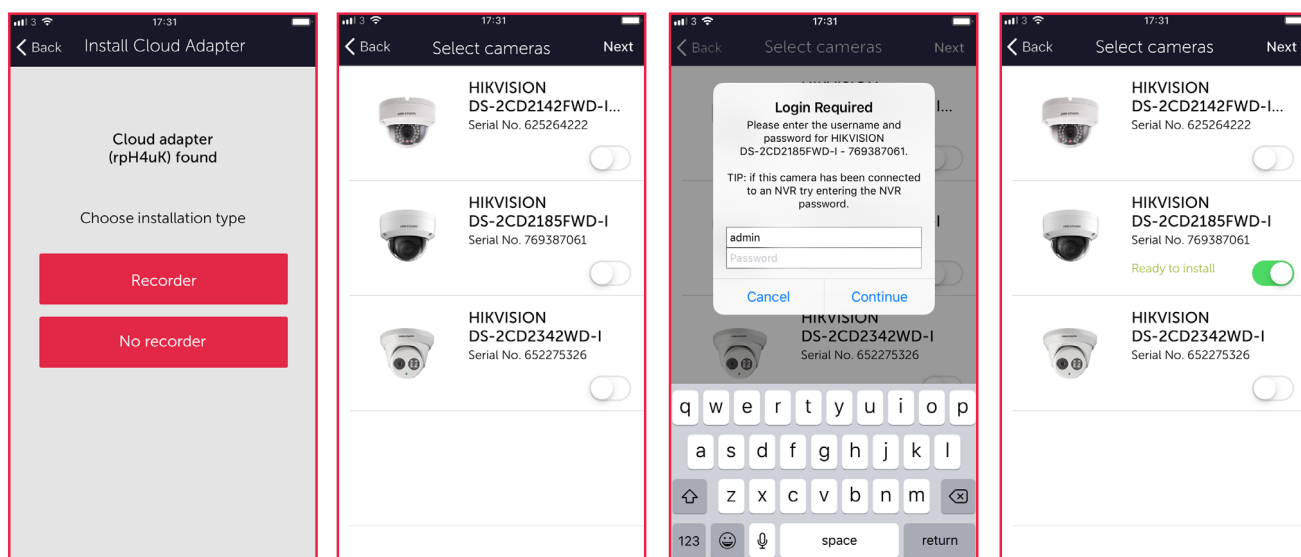 3 17:31
Back Install Cloud Adapter
Cloud adapter
(rpH4uK) found
Choose installation type
Recorder
No recorder
3 17:31
Back Select cameras Next
HIKVISION
DS-2CD2142FWD-I...
Serial No. 625264222
HIKVISION
DS-2CD2185FWD-I
Serial No. 769387061
HIKVISION
DS-2CD2342WD-I
Serial No. 652275326
3 17:31
Back Select cameras Next
Login Required
Please enter the username and
password for HIKVISION
DS-2CD2185FWD-I - 769387061.
TIP: if this camera has been connected
to an NVR try entering the NVR
password.
admin
Password
Cancel Continue
HIKVISION
DS-2CD2342WD-I
Serial No. 652275326
q w e r t y u i o p
a s d f g h j k l
z x c v b n m
123 space return
3 17:31
Back Select cameras Next
HIKVISION
DS-2CD2142FWD-I...
Serial No. 625264222
HIKVISION
DS-2CD2185FWD-I
Serial No. 769387061
Ready to install
HIKVISION
DS-2CD2342WD-I
Serial No. 652275326